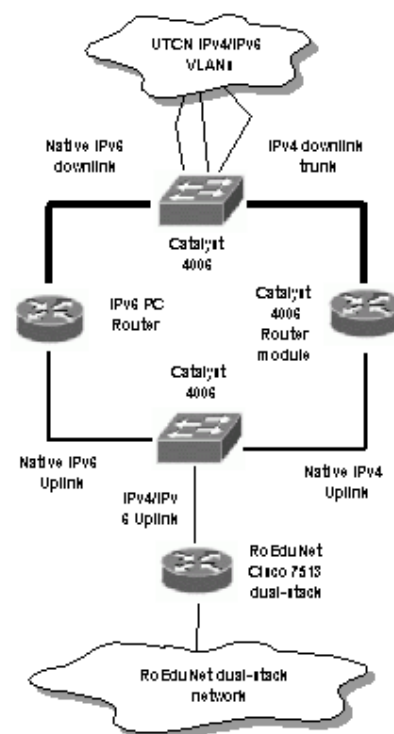 UTCN IPv4/IPv6
VLANs
Native IPv6
downlink
IPv4 downlink
trunk
Catalyst
4006
IPv6 PC
Router
Catalyst
4006
Router
module
Catalyst
4006
Native IPv6
Uplink
Native IPv4
Uplink
IPv4/IPv
6 Uplink
RoEduNet
Cisco 7513
dual-stack
RoEduNet dual-stack
network